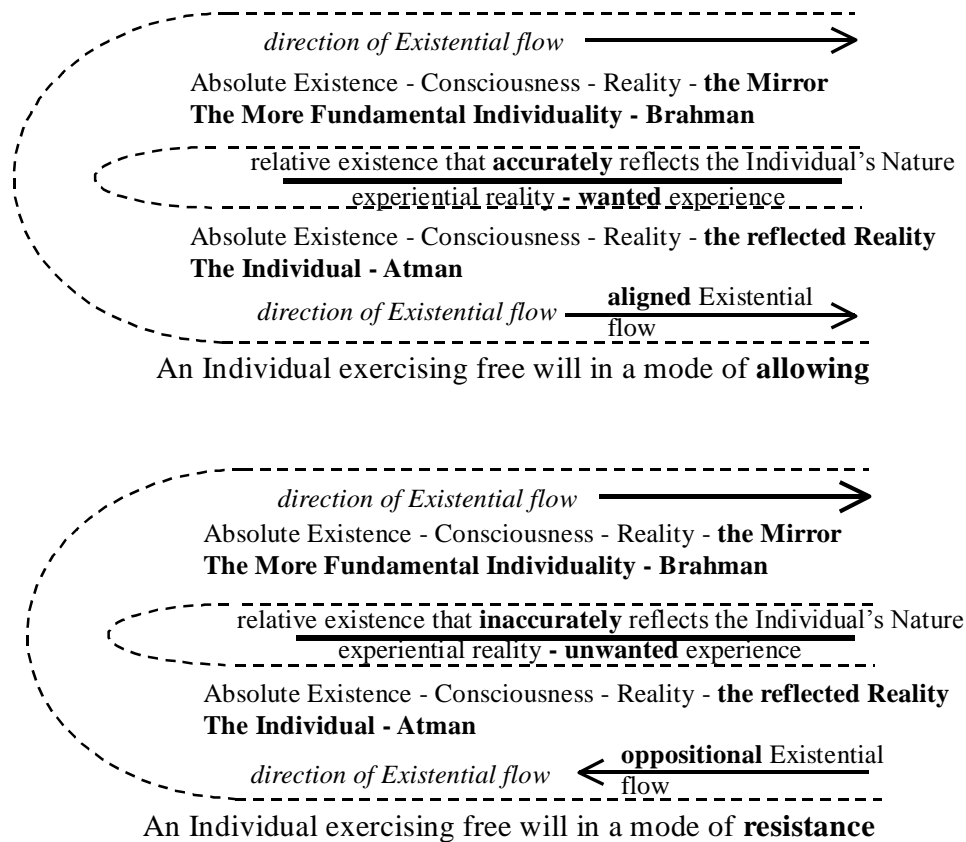 direction of Existential flow
Absolute Existence - Consciousness - Reality - the Mirror
The More Fundamental Individuality - Brahman
relative existence that accurately reflects the Individual's Nature
experiential reality - wanted experience
Absolute Existence - Consciousness - Reality - the reflected Reality
The Individual - Atman
direction of Existential flow
aligned Existential
flow
An Individual exercising free will in a mode of allowing
direction of Existential flow
Absolute Existence - Consciousness - Reality - the Mirror
The More Fundamental Individuality - Brahman
relative existence that inaccurately reflects the Individual's Nature
experiential reality - unwanted experience
Absolute Existence - Consciousness - Reality - the reflected Reality
The Individual - Atman
direction of Existential flow
oppositional Existential
flow
An Individual exercising free will in a mode of resistance